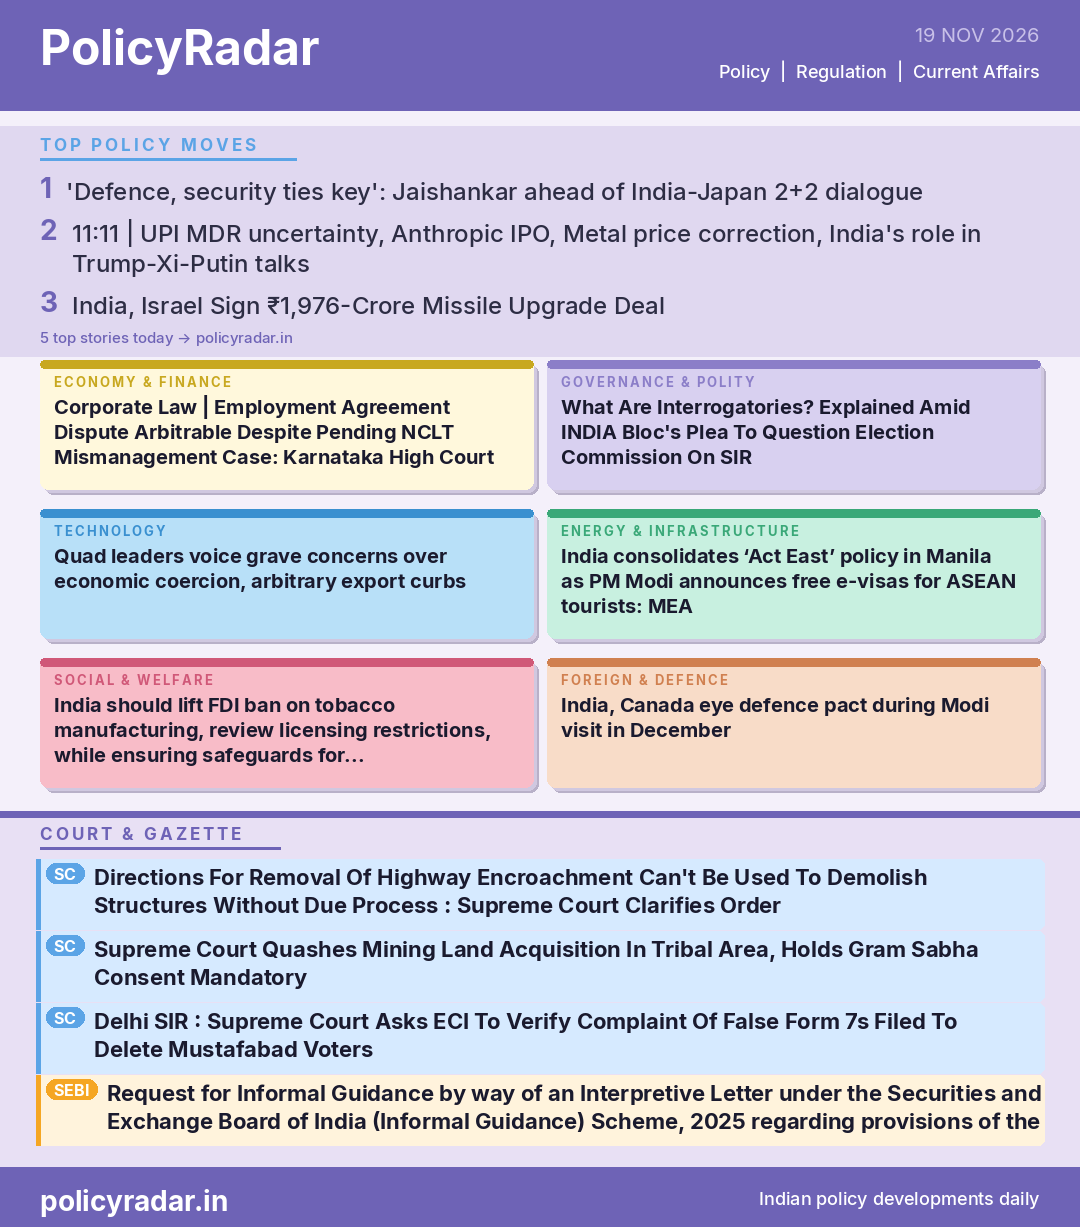 PolicyRadar
19 NOV 2026
Policy | Regulation | Current Affairs
TOP POLICY MOVES
1 'Defence, security ties key': Jaishankar ahead of India-Japan 2+2 dialogue
2 11:11 | UPI MDR uncertainty, Anthropic IPO, Metal price correction, India's role in
Trump-Xi-Putin talks
3 India, Israel Sign ₹1,976-Crore Missile Upgrade Deal
5 top stories today → policyradar.in
ECONOMY & FINANCE
Corporate Law | Employment Agreement
Dispute Arbitrable Despite Pending NCLT
Mismanagement Case: Karnataka High Court
GOVERNANCE & POLITY
What Are Interrogatories? Explained Amid
INDIA Bloc's Plea To Question Election
Commission On SIR
TECHNOLOGY
Quad leaders voice grave concerns over
economic coercion, arbitrary export curbs
ENERGY & INFRASTRUCTURE
India consolidates ‘Act East’ policy in Manila
as PM Modi announces free e-visas for ASEAN
tourists: MEA
SOCIAL & WELFARE
India should lift FDI ban on tobacco
manufacturing, review licensing restrictions,
while ensuring safeguards for...
FOREIGN & DEFENCE
India, Canada eye defence pact during Modi
visit in December
COURT & GAZETTE
SC Directions For Removal Of Highway Encroachment Can't Be Used To Demolish
Structures Without Due Process : Supreme Court Clarifies Order
SC Supreme Court Quashes Mining Land Acquisition In Tribal Area, Holds Gram Sabha
Consent Mandatory
SC Delhi SIR : Supreme Court Asks ECI To Verify Complaint Of False Form 7s Filed To
Delete Mustafabad Voters
SEBI Request for Informal Guidance by way of an Interpretive Letter under the Securities and
Exchange Board of India (Informal Guidance) Scheme, 2025 regarding provisions of the
policyradar.in
Indian policy developments daily